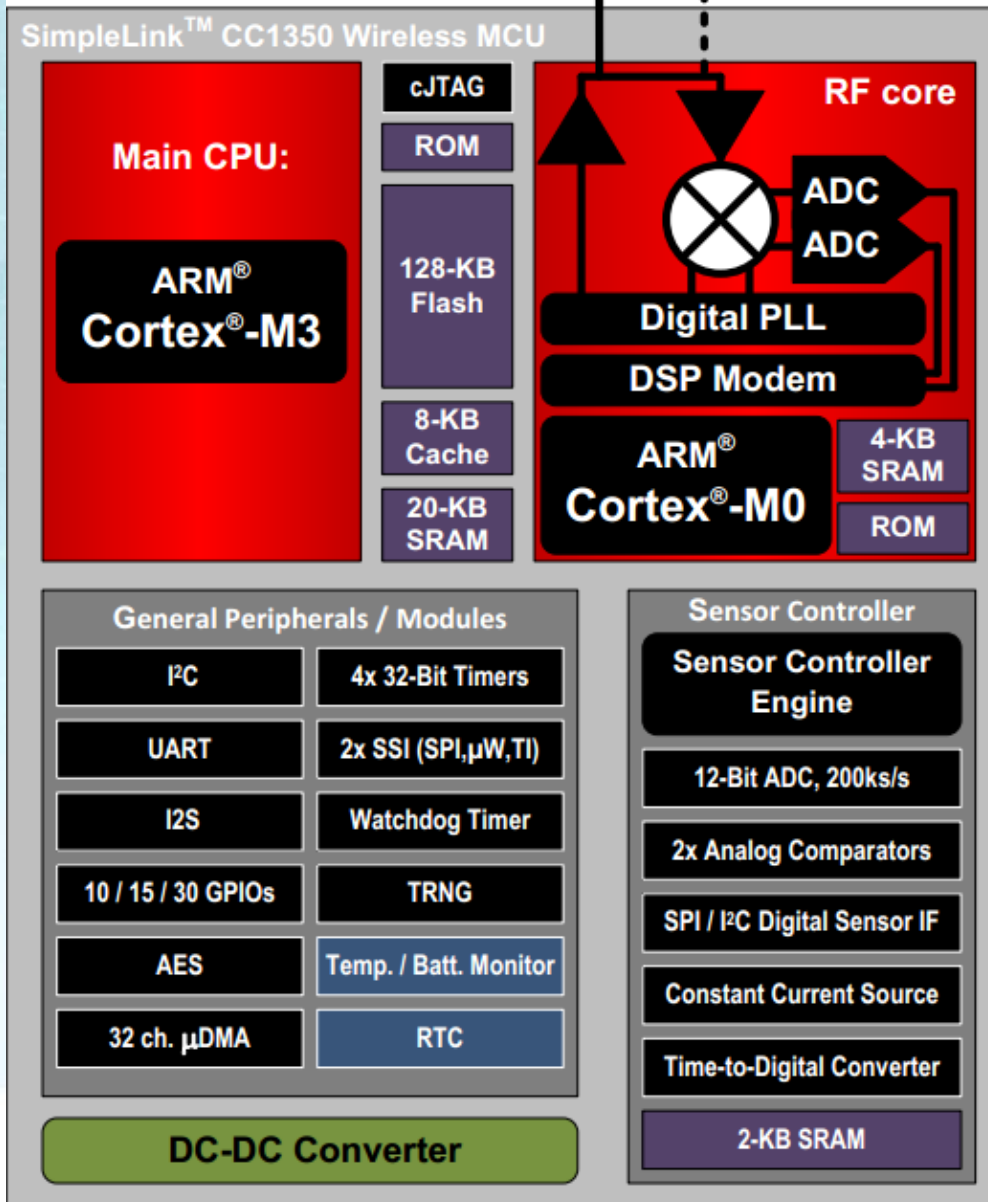 SimpleLink™ CC1350 Wireless MCU
Main CPU:
ARM®
Cortex®-M3
cJTAG
ROM
128-KB
Flash
8-KB
Cache
20-KB
SRAM
RF core
ADC
ADC
Digital PLL
DSP Modem
ARM®
Cortex®-M0
4-KB
SRAM
ROM
General Peripherals / Modules
I²C
4x 32-Bit Timers
UART
2x SSI (SPI,µW,TI)
I2S
Watchdog Timer
10 / 15 / 30 GPIOs
TRNG
AES
Temp. / Batt. Monitor
32 ch. µDMA
RTC
Sensor Controller
Sensor Controller
Engine
12-Bit ADC, 200ks/s
2x Analog Comparators
SPI / I²C Digital Sensor IF
Constant Current Source
Time-to-Digital Converter
2-KB SRAM
DC-DC Converter